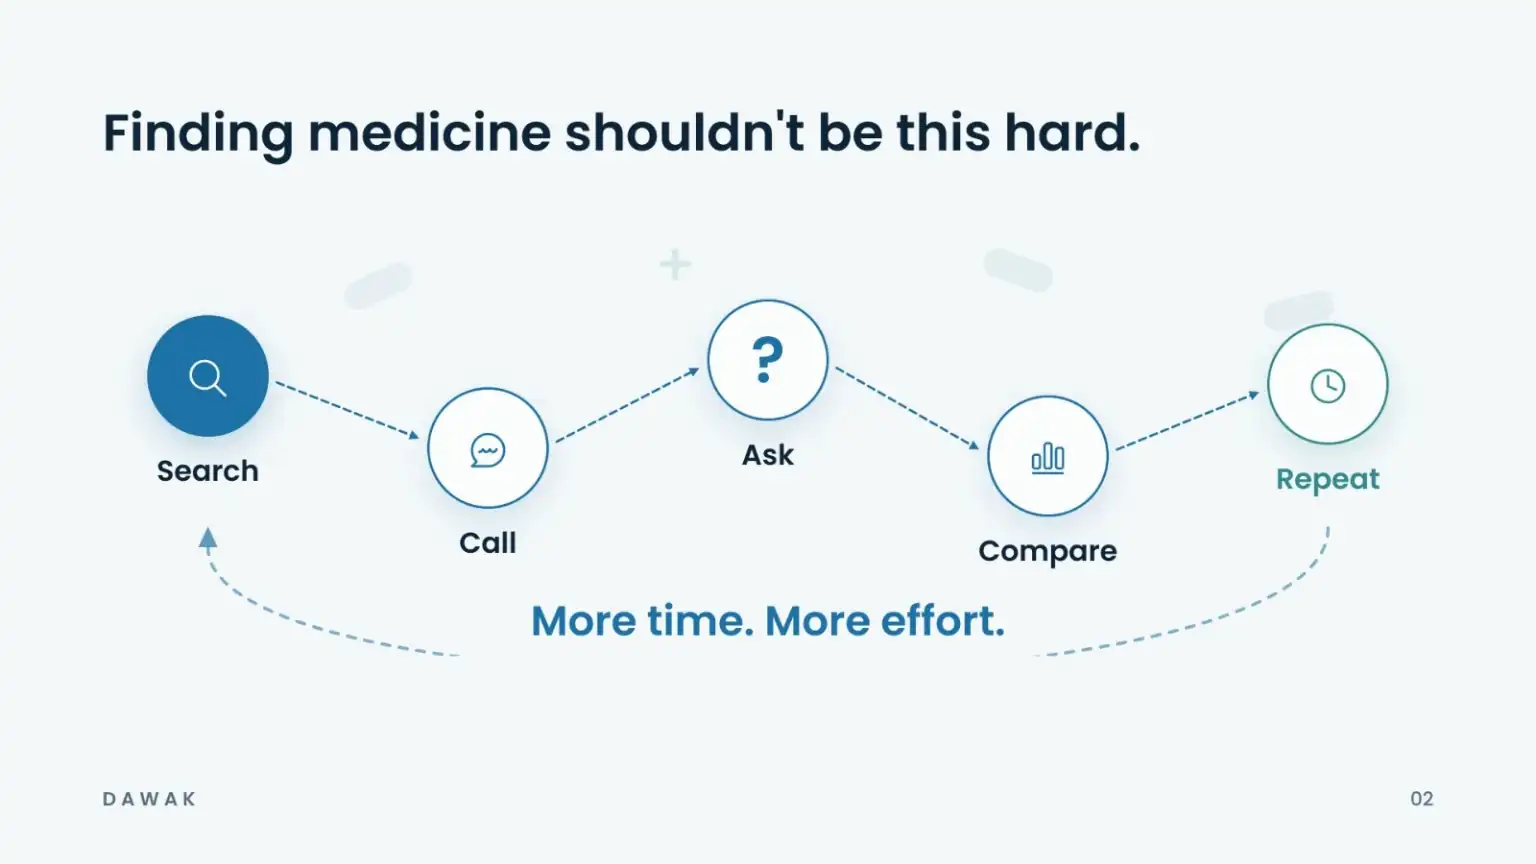 Finding medicine shouldn't be this hard.
Search
Call
?
Ask
Compare
Repeat
More time. More effort.
DAWAK
02